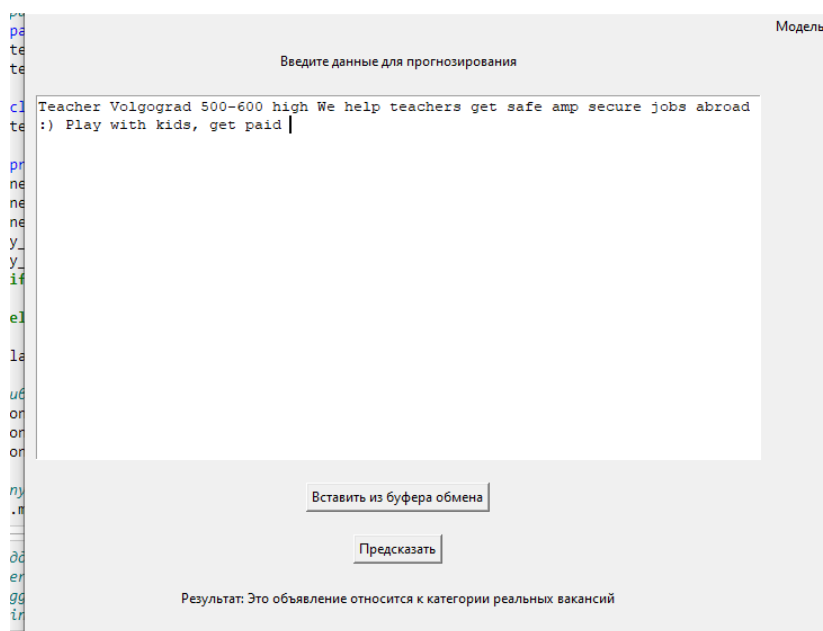 Модель
Введите данные для прогнозирования
Teacher Volgograd 500-600 high We help teachers get safe amp secure jobs abroad
:) Play with kids, get paid
Вставить из буфера обмена
Предсказать
Результат: Это объявление относится к категории реальных вакансий